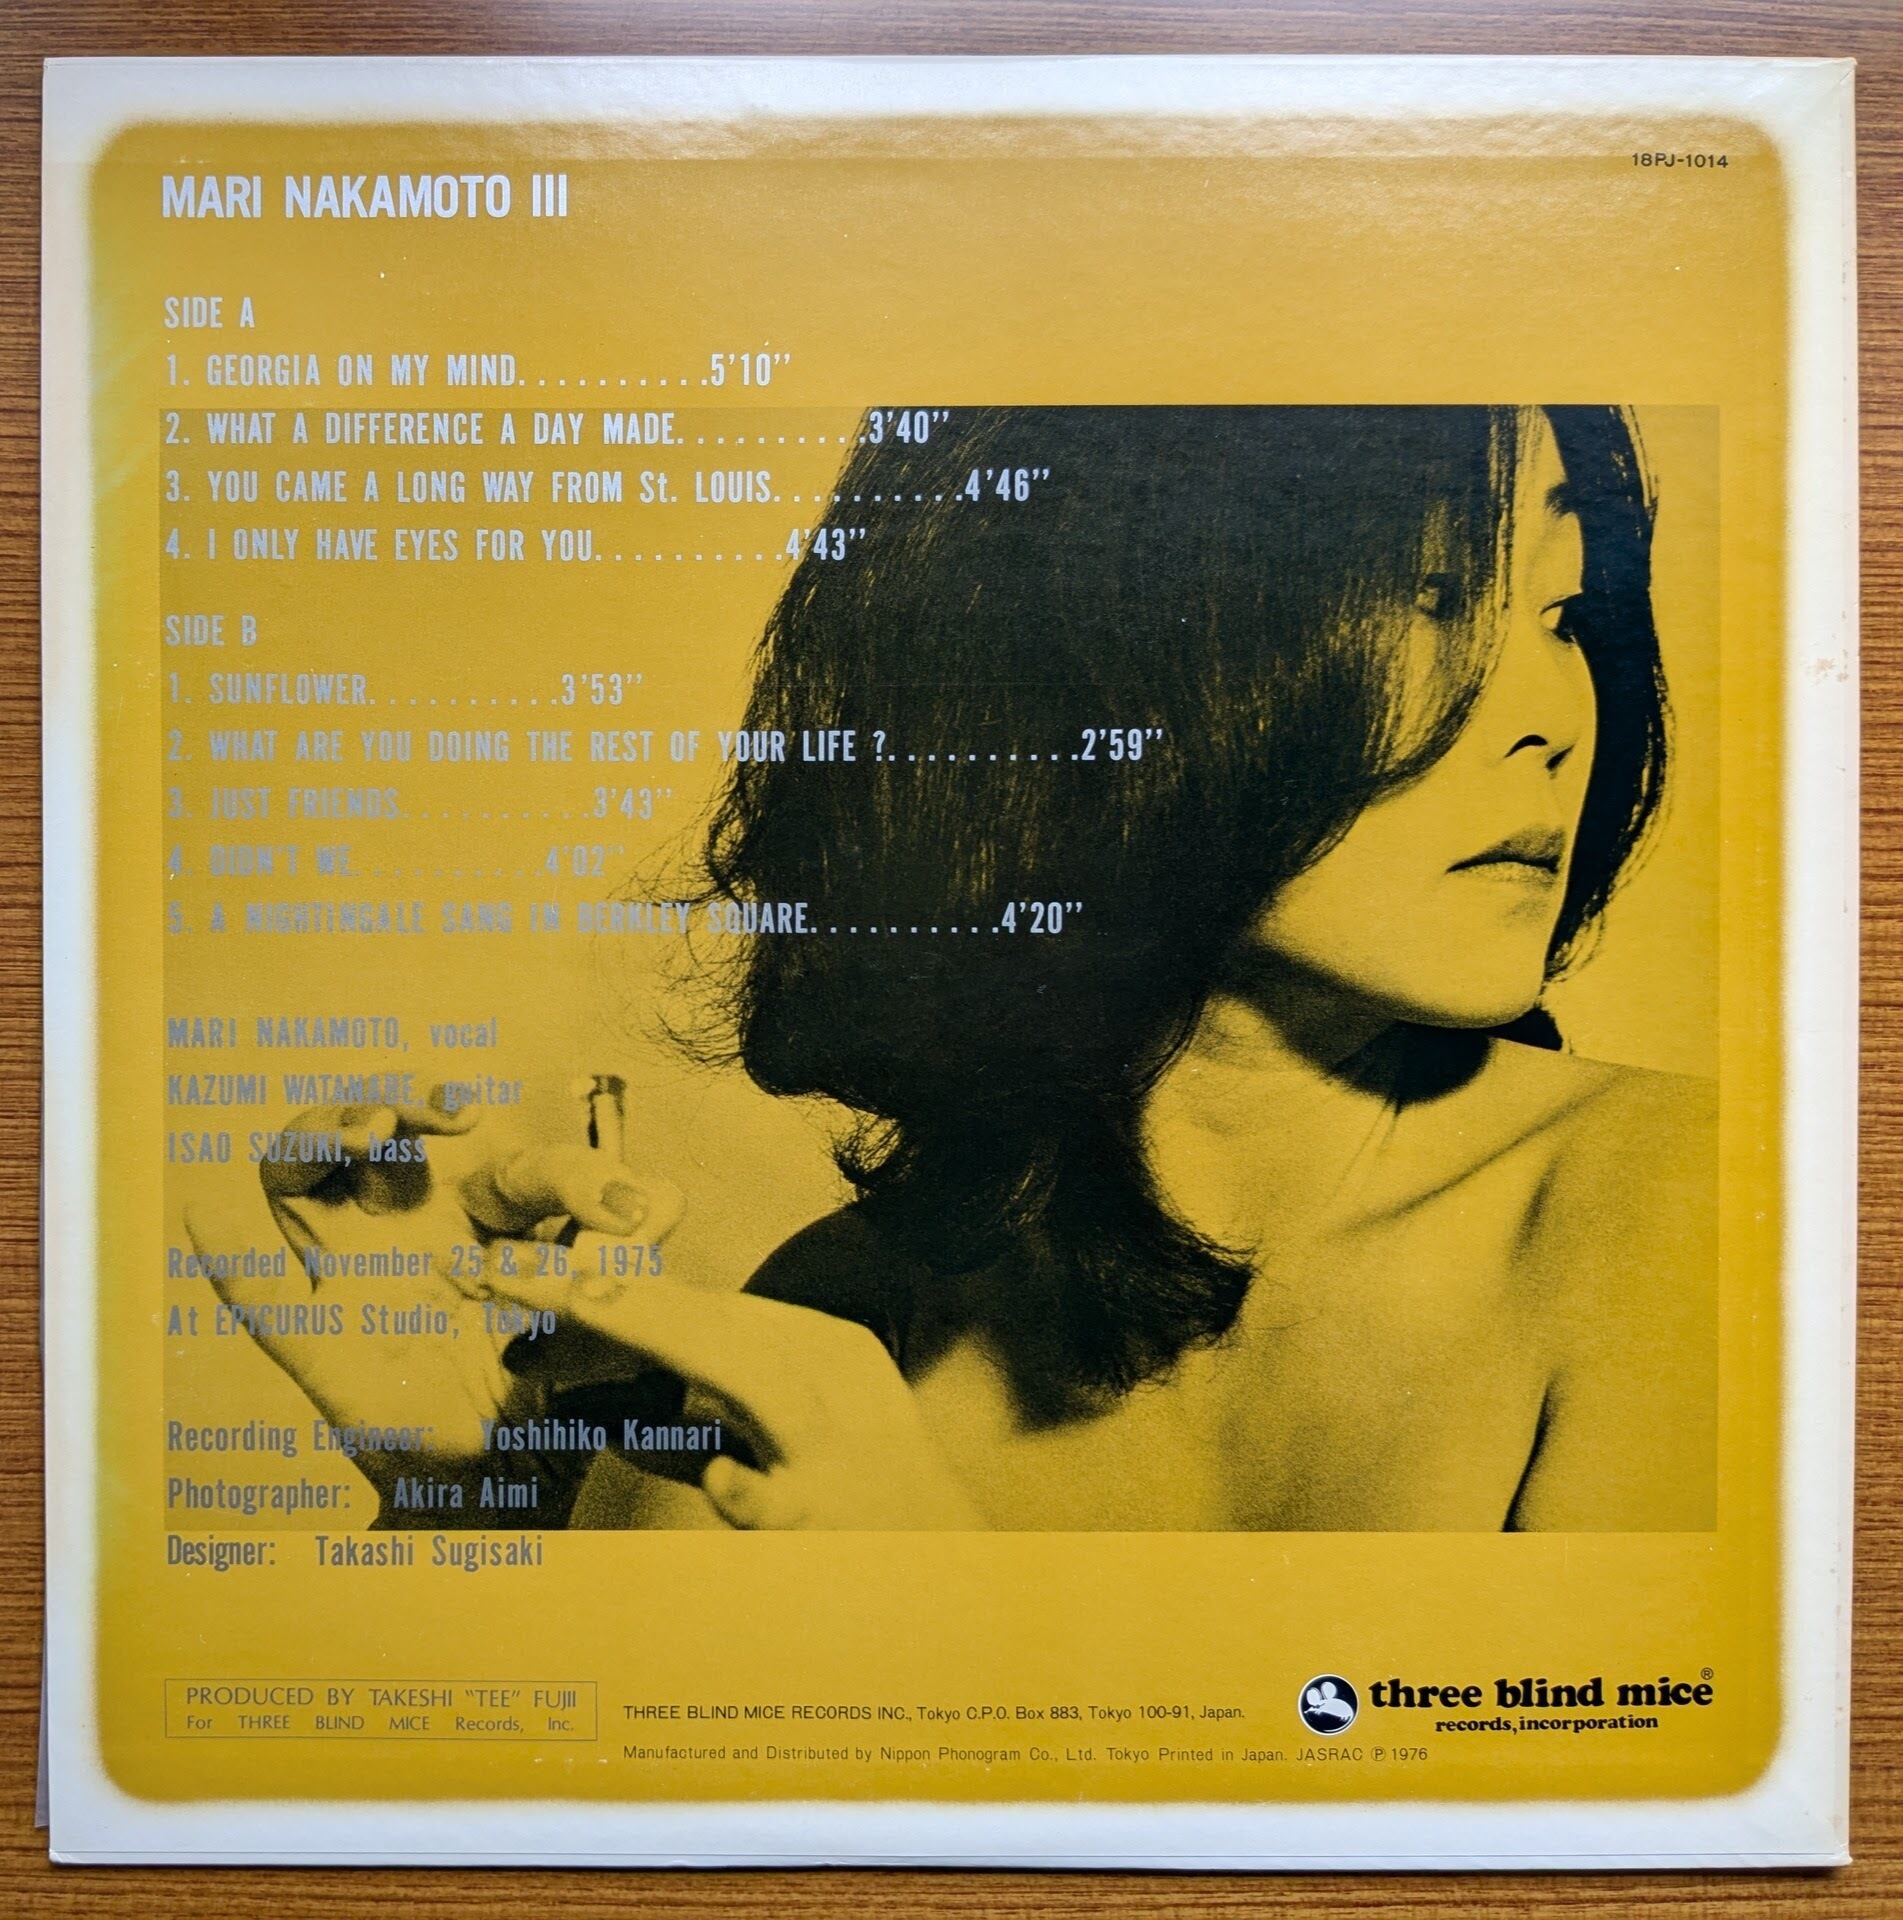 18PJ-1014
MARI NAKAMOTO III
SIDE A
1. GEORGIA ON MY MIND..........5'10''
2. WHAT A DIFFERENCE A DAY MADE..........3'40''
3. YOU CAME A LONG WAY FROM St. LOUIS..........4'46''
4. I ONLY HAVE EYES FOR YOU..........4'43''
SIDE B
1. SUNFLOWER..........3'53''
2. WHAT ARE YOU DOING THE REST OF YOUR LIFE ?..........2'59''
3. JUST FRIENDS..........3'43''
4. DIDN'T WE..........4'02''
5. A NIGHTINGALE SANG IN BERKLEY SQUARE..........4'20''
MARI NAKAMOTO, vocal
KAZUMI WATANABE, guitar
ISAO SUZUKI, bass
Recorded November 25 & 26, 1975
At EPICURUS Studio, Tokyo
Recording Engineer: Yoshihiko Kannari
Photographer: Akira Aimi
Designer: Takashi Sugisaki
PRODUCED BY TAKESHI "TEE" FUJII
For THREE BLIND MICE Records, Inc.
THREE BLIND MICE RECORDS INC., Tokyo C.P.O. Box 883, Tokyo 100-91, Japan.
Manufactured and Distributed by Nippon Phonogram Co., Ltd. Tokyo Printed in Japan. JASRAC Ⓟ 1976
three blind mice®
records, incorporation